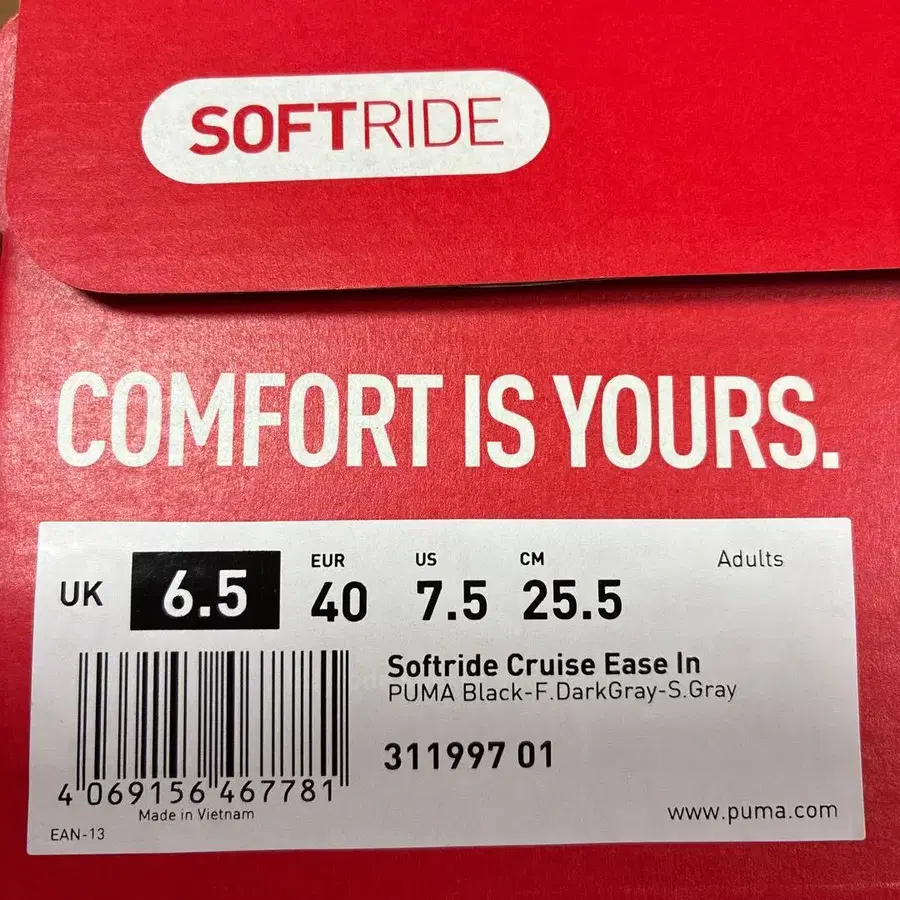 SOFTRIDE
COMFORT IS YOURS.
UK 6.5 EUR 40 US 7.5 CM 25.5 Adults
Softride Cruise Ease In
PUMA Black-F.DarkGray-S.Gray
311997 01
4 069156 467781
Made in Vietnam
EAN-13
www.puma.com